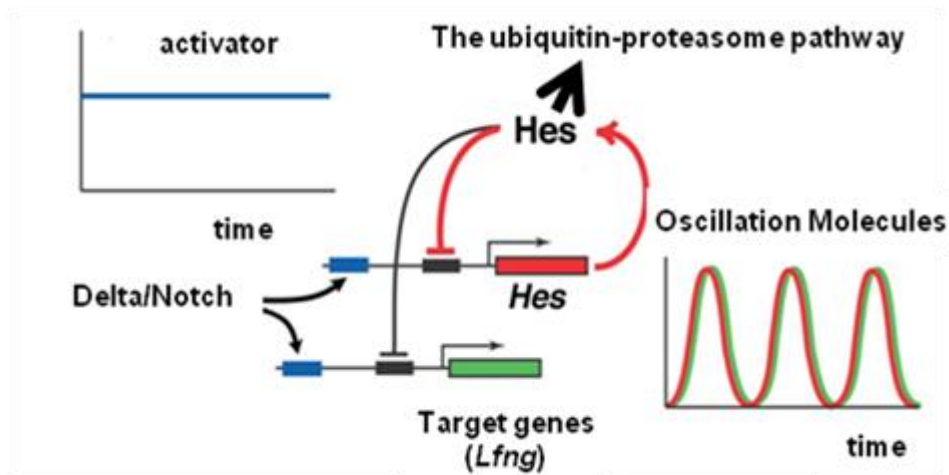 activator
The ubiquitin-proteasome pathway
Hes
time
Oscillation Molecules
Delta/Notch
Hes
Target genes
(Lfng)
time